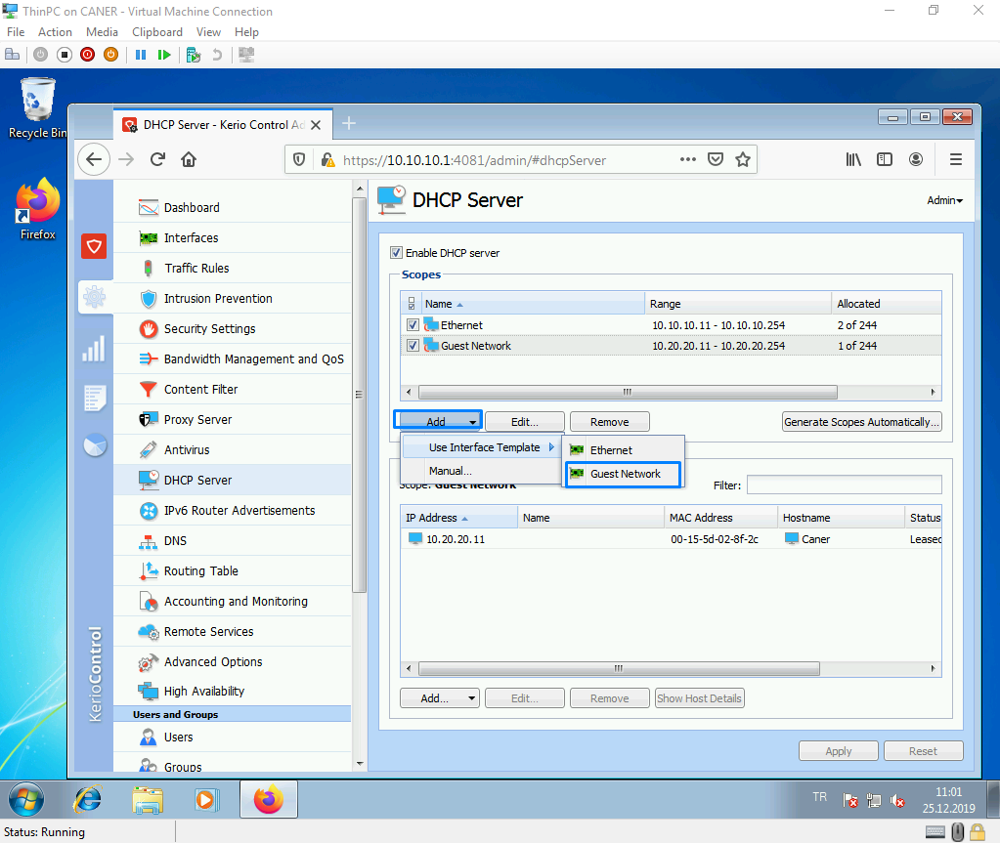 ThinPC on CANER - Virtual Machine Connection
File Action Media Clipboard View Help
Recycle Bin
Firefox
DHCP Server - Kerio Control Ad
https://10.10.10.1:4081/admin/#dhcpServer
KerioControl
Dashboard
Interfaces
Traffic Rules
Intrusion Prevention
Security Settings
Bandwidth Management and QoS
Content Filter
Proxy Server
Antivirus
DHCP Server
IPv6 Router Advertisements
DNS
Routing Table
Accounting and Monitoring
Remote Services
Advanced Options
High Availability
Users and Groups
Users
Groups
DHCP Server
Admin
Enable DHCP server
Scopes
Name Range Allocated
Ethernet 10.10.10.11 - 10.10.10.254 2 of 244
Guest Network 10.20.20.11 - 10.20.20.254 1 of 244
Add Edit... Remove Generate Scopes Automatically...
Use Interface Template Ethernet
Manual... Guest Network
Scope: Guest Network Filter:
IP Address Name MAC Address Hostname Status
10.20.20.11 00-15-5d-02-8f-2c Caner Leased
Add... Edit... Remove Show Host Details
Apply Reset
TR 11:01
25.12.2019
Status: Running